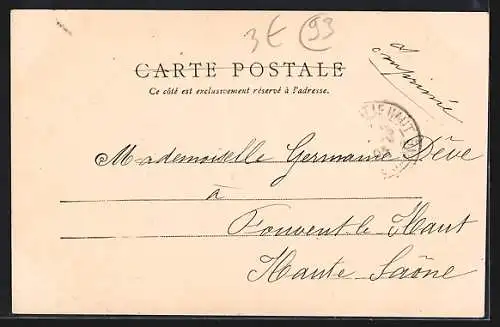 3€ 93
CARTE POSTALE
Ce côté est exclusivement réservé à l'adresse.
imprimé
Mademoiselle Germaine Dève
à
Fouvent-le-Haut
Haute-Saône